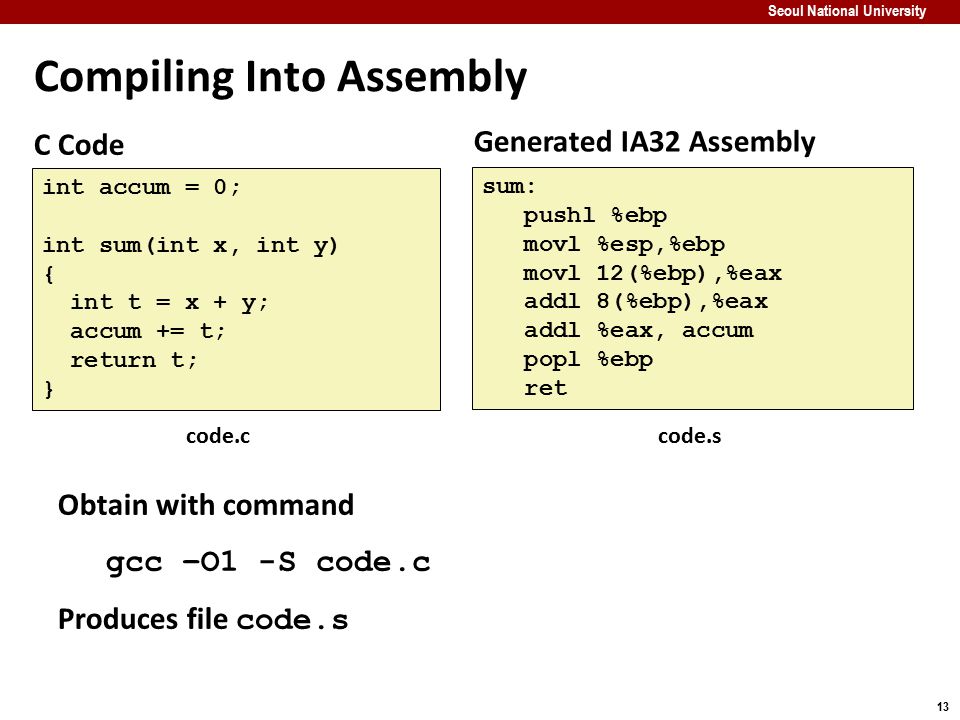 Seoul National University
Compiling Into Assembly
C Code
int accum = 0;
int sum(int x, int y)
{
int t = x + y;
accum += t;
return t;
}
code.c
Generated IA32 Assembly
sum:
pushl %ebp
movl %esp,%ebp
movl 12(%ebp),%eax
addl 8(%ebp),%eax
addl %eax, accum
popl %ebp
ret
code.s
Obtain with command
gcc –O1 -S code.c
Produces file code.s
13